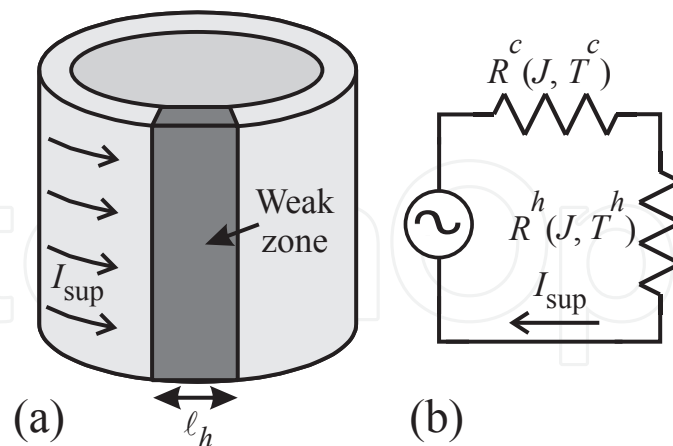 I_sup
Weak
zone
ℓ_h
(a)
R^c(J, T^c)
R^h(J, T^h)
I_sup
(b)